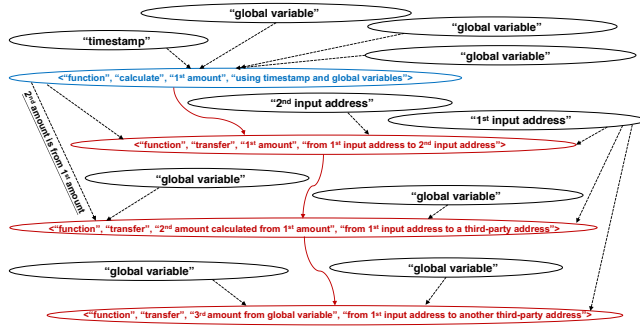 “global variable”
“timestamp”
“global variable”
“global variable”
<“function”, “calculate”, “1st amount”, “using timestamp and global variables”>
“2nd input address”
“1st input address”
2nd amount is from 1st amount
<“function”, “transfer”, “1st amount”, “from 1st input address to 2nd input address”>
“global variable”
“global variable”
<“function”, “transfer”, “2nd amount calculated from 1st amount”, “from 1st input address to a third-party address”>
“global variable”
“global variable”
<“function”, “transfer”, “3rd amount from global variable”, “from 1st input address to another third-party address”>